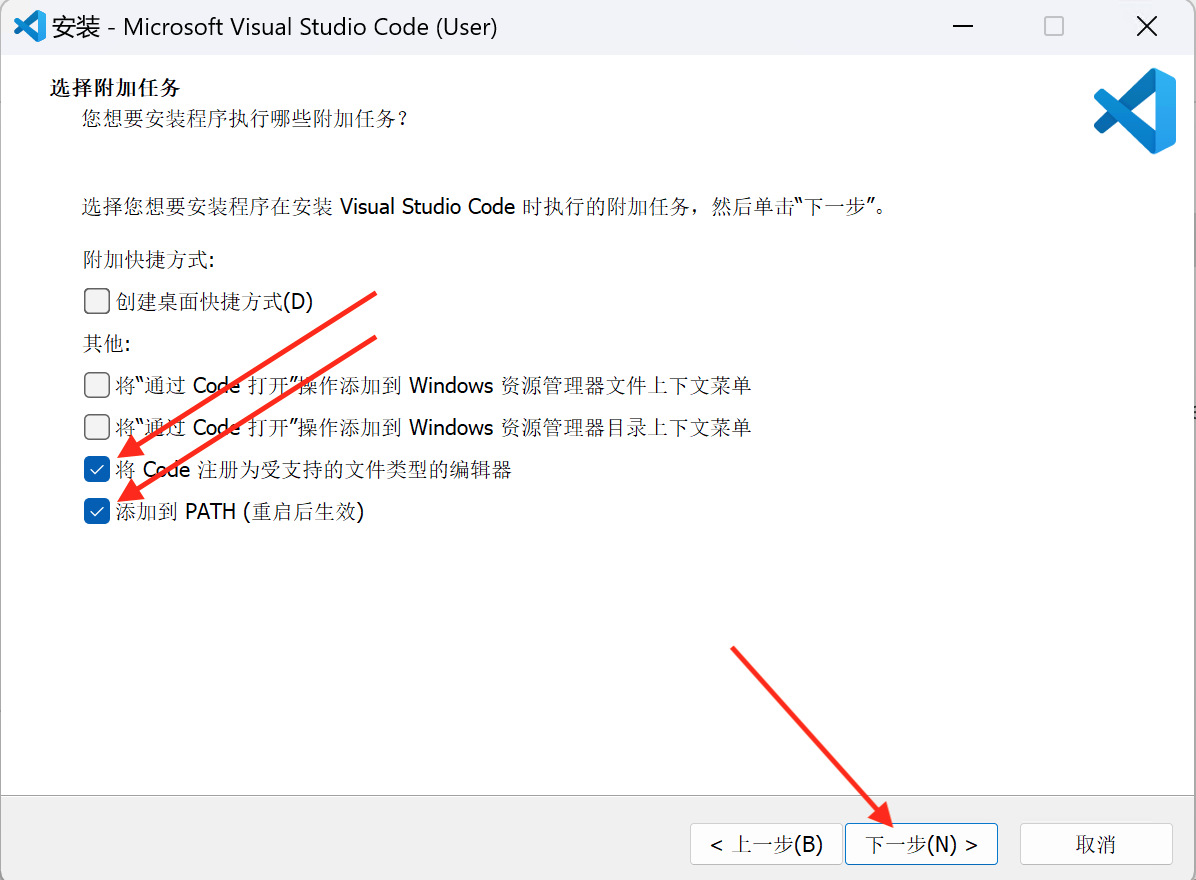 安装 - Microsoft Visual Studio Code (User)
选择附加任务
您想要安装程序执行哪些附加任务？
选择您想要安装程序在安装 Visual Studio Code 时执行的附加任务，然后单击“下一步”。
附加快捷方式:
创建桌面快捷方式(D)
其他:
将“通过 Code 打开”操作添加到 Windows 资源管理器文件上下文菜单
将“通过 Code 打开”操作添加到 Windows 资源管理器目录上下文菜单
将 Code 注册为受支持的文件类型的编辑器
添加到 PATH (重启后生效)
< 上一步(B)
下一步(N) >
取消